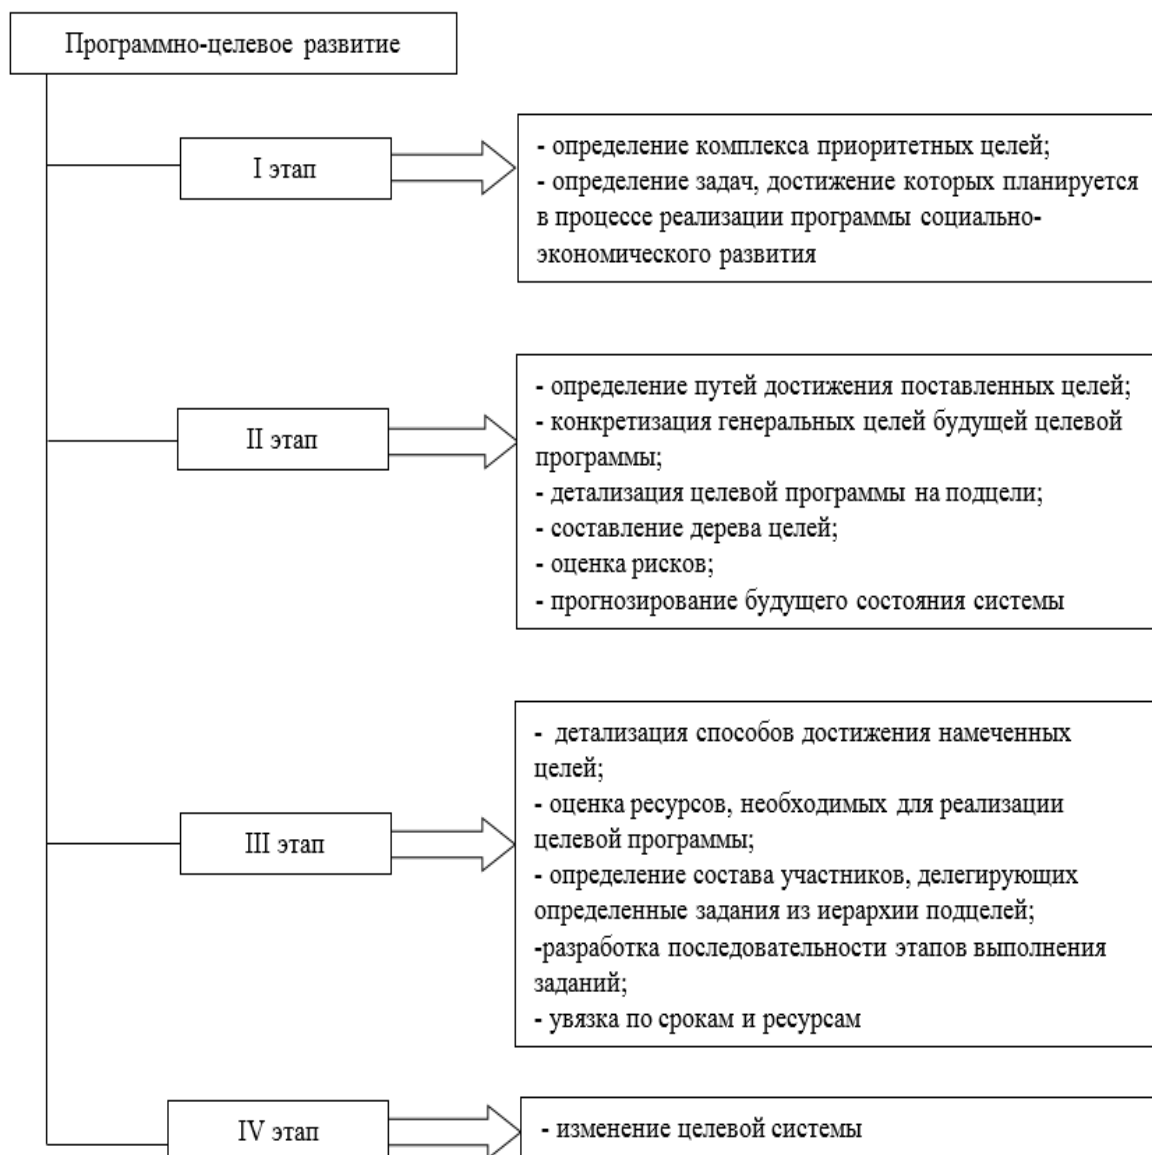 Программно-целевое развитие
I этап
- определение комплекса приоритетных целей;
- определение задач, достижение которых планируется
в процессе реализации программы социально-
экономического развития
II этап
- определение путей достижения поставленных целей;
- конкретизация генеральных целей будущей целевой
программы;
- детализация целевой программы на подцели;
- составление дерева целей;
- оценка рисков;
- прогнозирование будущего состояния системы
III этап
- детализация способов достижения намеченных
целей;
- оценка ресурсов, необходимых для реализации
целевой программы;
- определение состава участников, делегирующих
определенные задания из иерархии подцелей;
-разработка последовательности этапов выполнения
заданий;
- увязка по срокам и ресурсам
IV этап
- изменение целевой системы